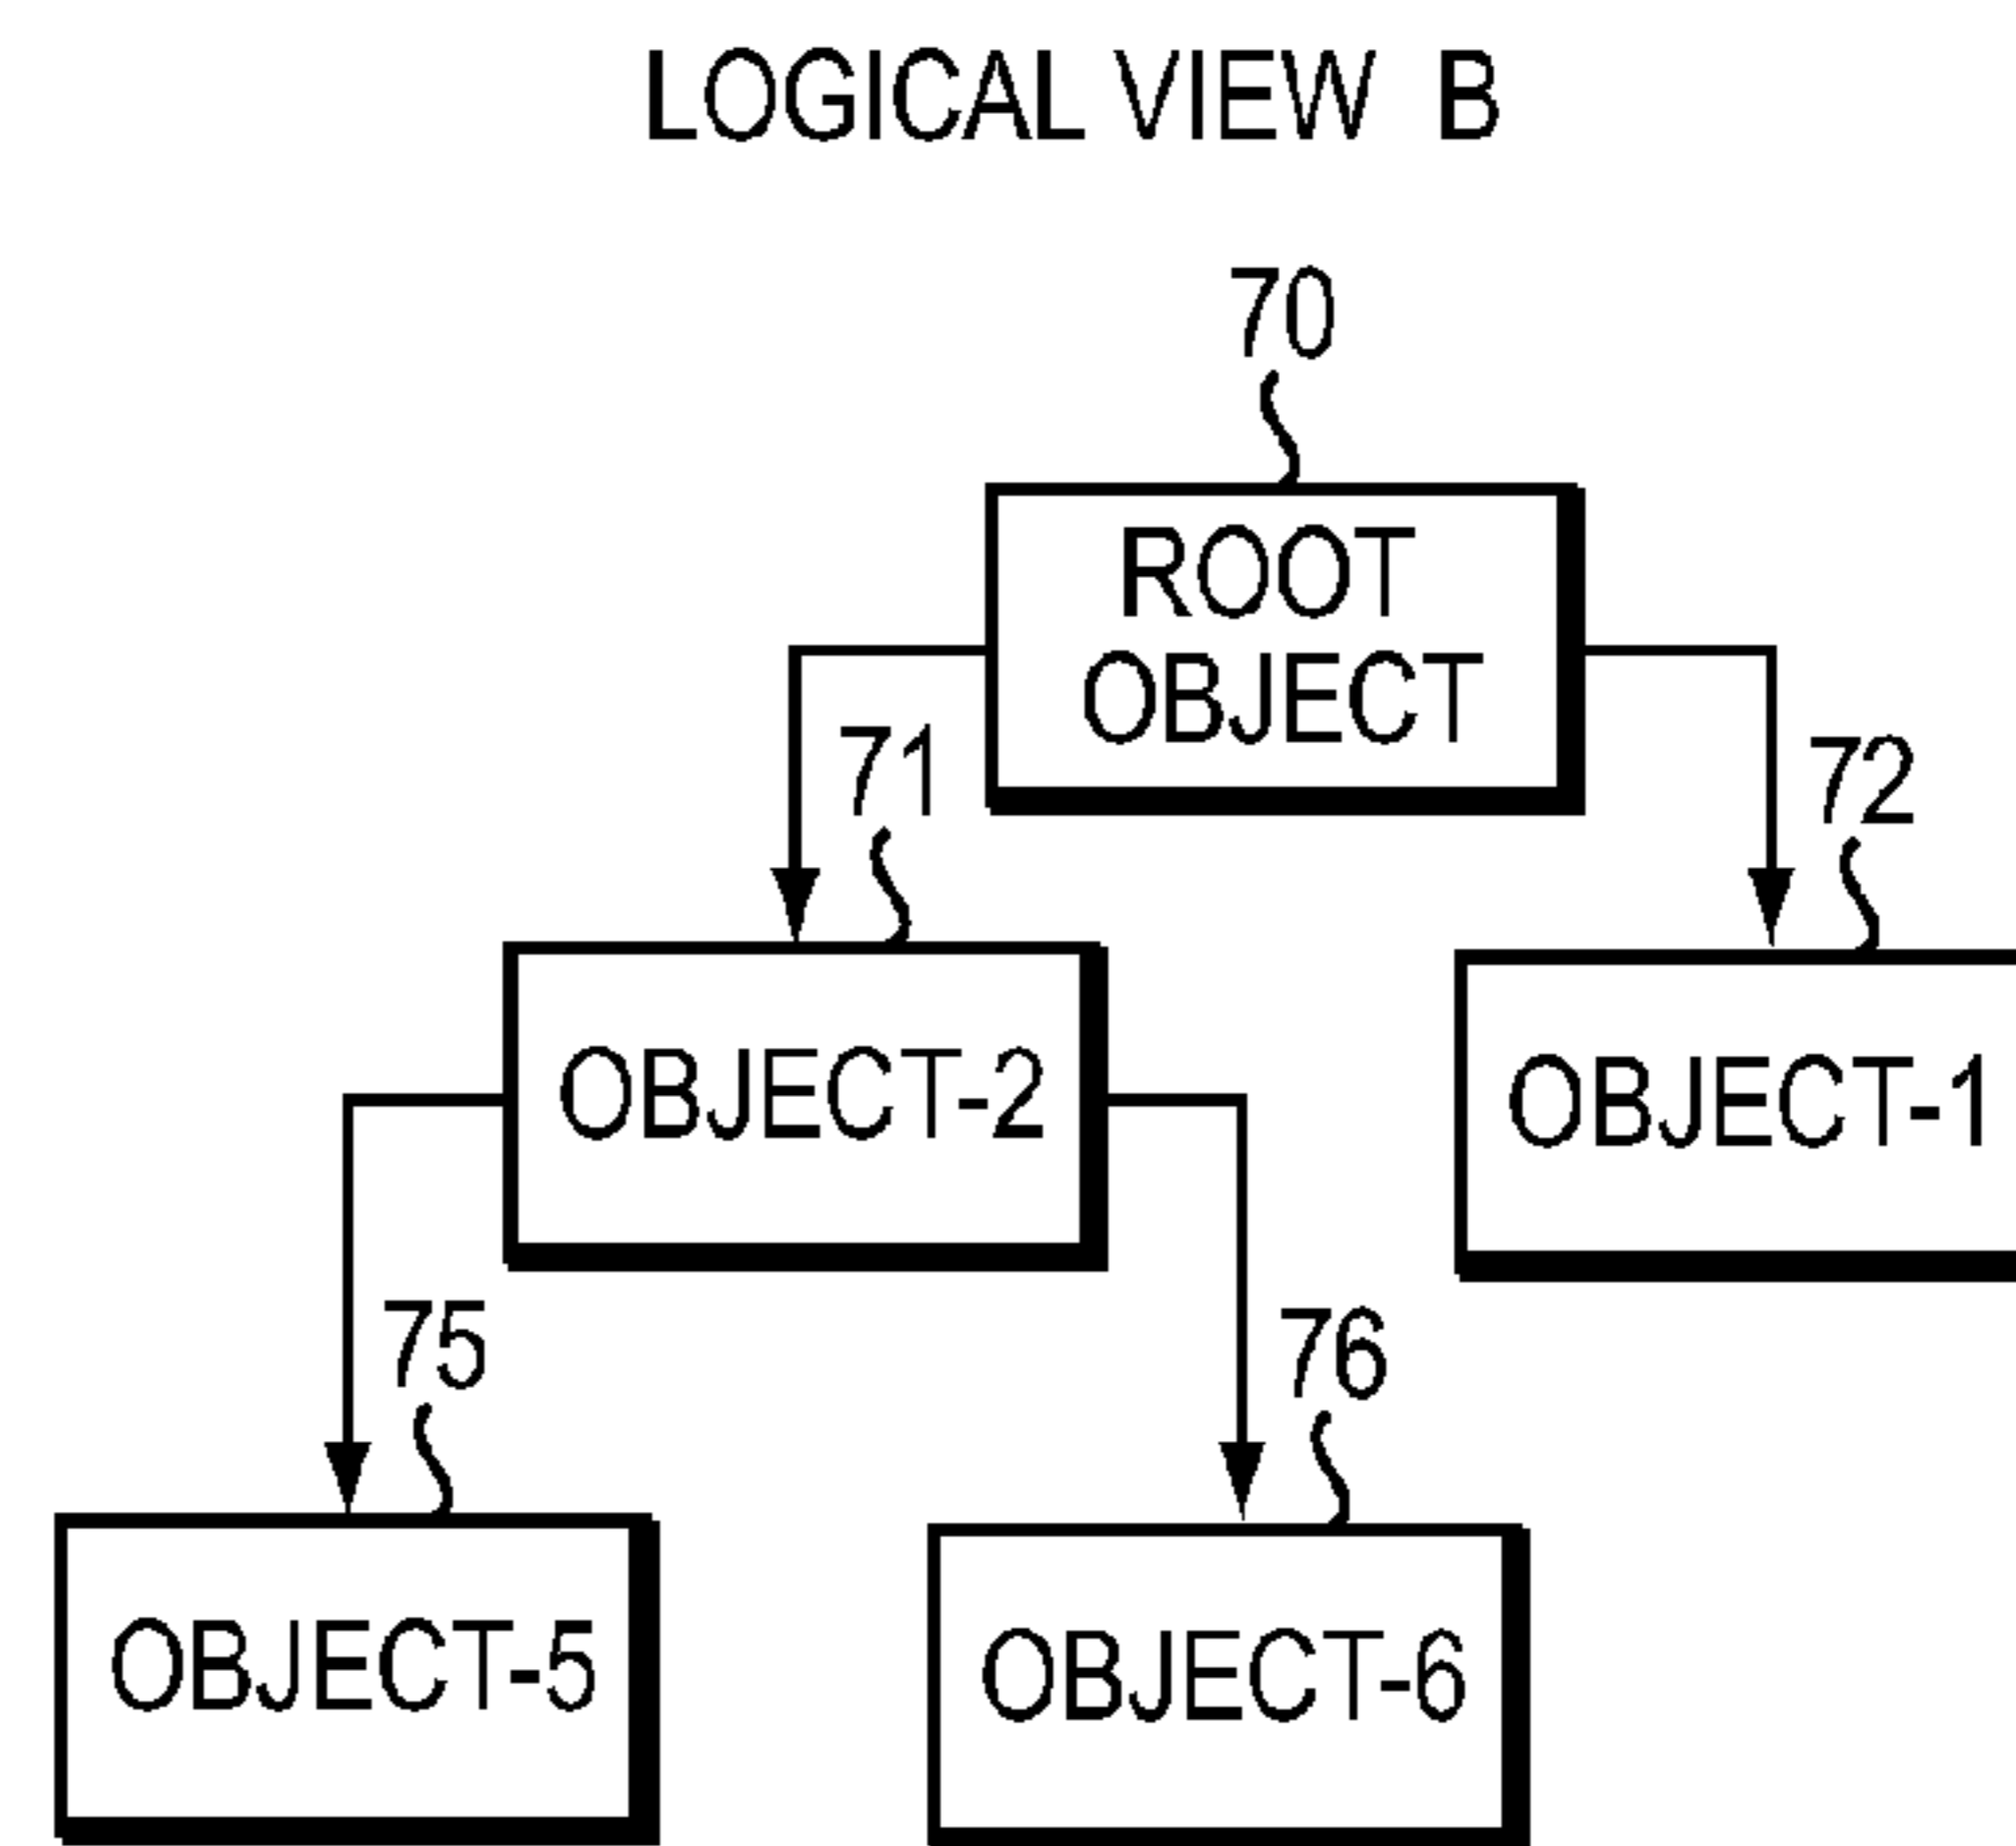 LOGICAL VIEW B
70
ROOT
OBJECT
71
72
OBJECT-2
OBJECT-1
75
76
OBJECT-5
OBJECT-6